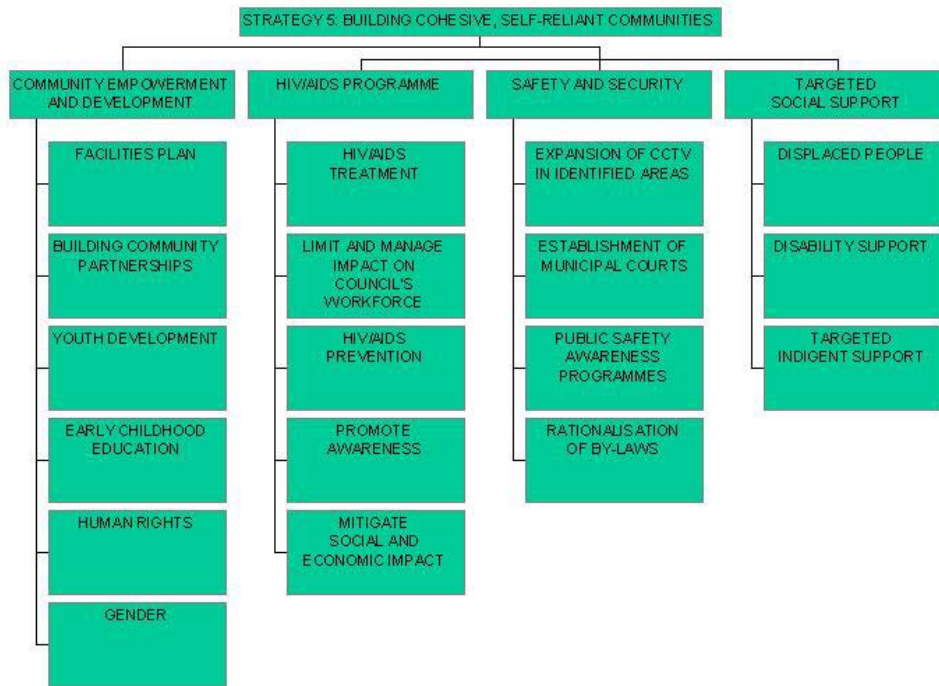 STRATEGY 5: BUILDING COHESIVE, SELF-RELIANT COMMUNITIES
COMMUNITY EMPOWERMENT
AND DEVELOPMENT
FACILITIES PLAN
BUILDING COMMUNITY
PARTNERSHIPS
YOUTH DEVELOPMENT
EARLY CHILDHOOD
EDUCATION
HUMAN RIGHTS
GENDER
HIV/AIDS PROGRAMME
HIV/AIDS
TREATMENT
LIMIT AND MANAGE
IMPACT ON
COUNCIL'S
WORKFORCE
HIV/AIDS
PREVENTION
PROMOTE
AWARENESS
MITIGATE
SOCIAL AND
ECONOMIC IMPACT
SAFETY AND SECURITY
EXPANSION OF CCTV
IN IDENTIFIED AREAS
ESTABLISHMENT OF
MUNICIPAL COURTS
PUBLIC SAFETY
AWARENESS
PROGRAMMES
RATIONALISATION
OF BY-LAWS
TARGETED
SOCIAL SUPPORT
DISPLACED PEOPLE
DISABILITY SUPPORT
TARGETED
INDIGENT SUPPORT